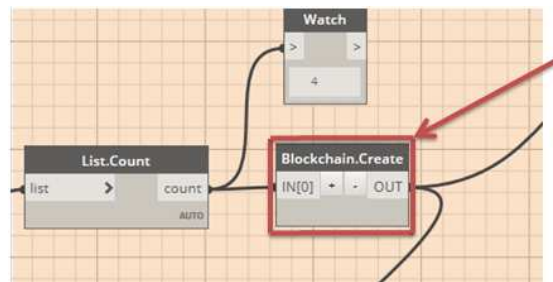 Watch
> >
4
List.Count
list > count
AUTO
Blockchain.Create
IN[0] + - OUT